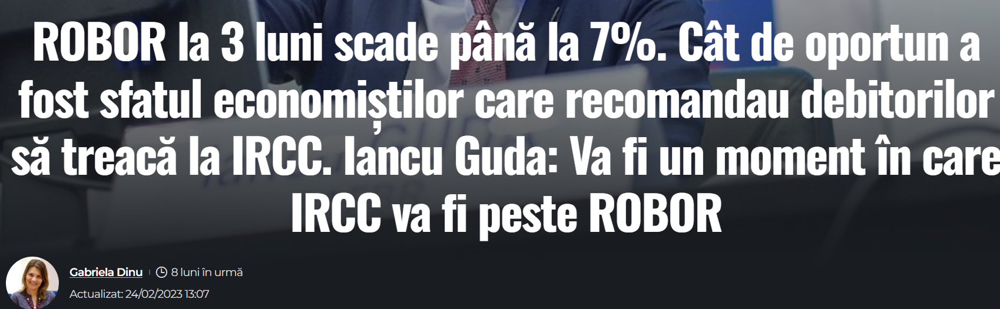 ROBOR la 3 luni scade până la 7%. Cât de oportun a
fost sfatul economiștilor care recomandau debitorilor
să treacă la IRCC. Iancu Guda: Va fi un moment în care
IRCC va fi peste ROBOR
Gabriela Dinu
8 luni în urmă
Actualizat: 24/02/2023 13:07